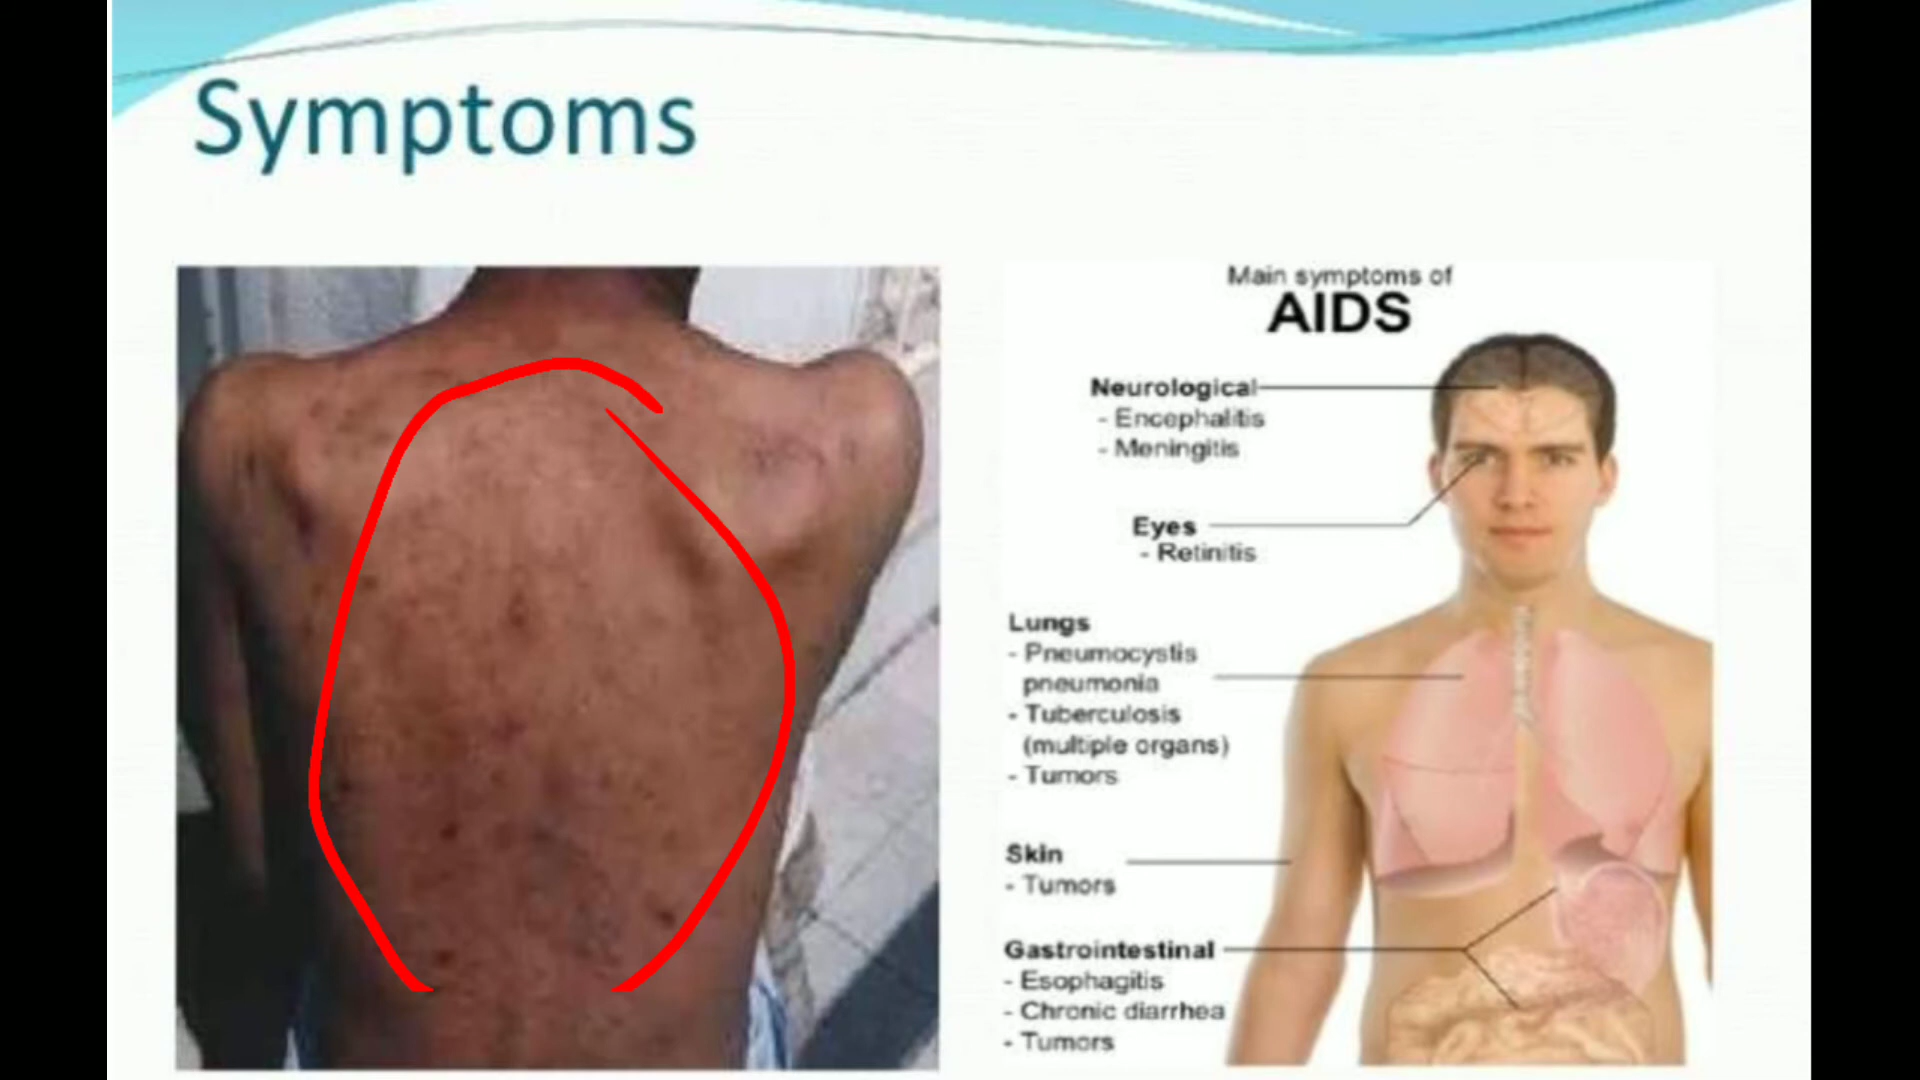 Symptoms
Main symptoms of
AIDS
Neurological
- Encephalitis
- Meningitis
Eyes
- Retinitis
Lungs
- Pneumocystis
pneumonia
- Tuberculosis
(multiple organs)
- Tumors
Skin
- Tumors
Gastrointestinal
- Esophagitis
- Chronic diarrhea
- Tumors